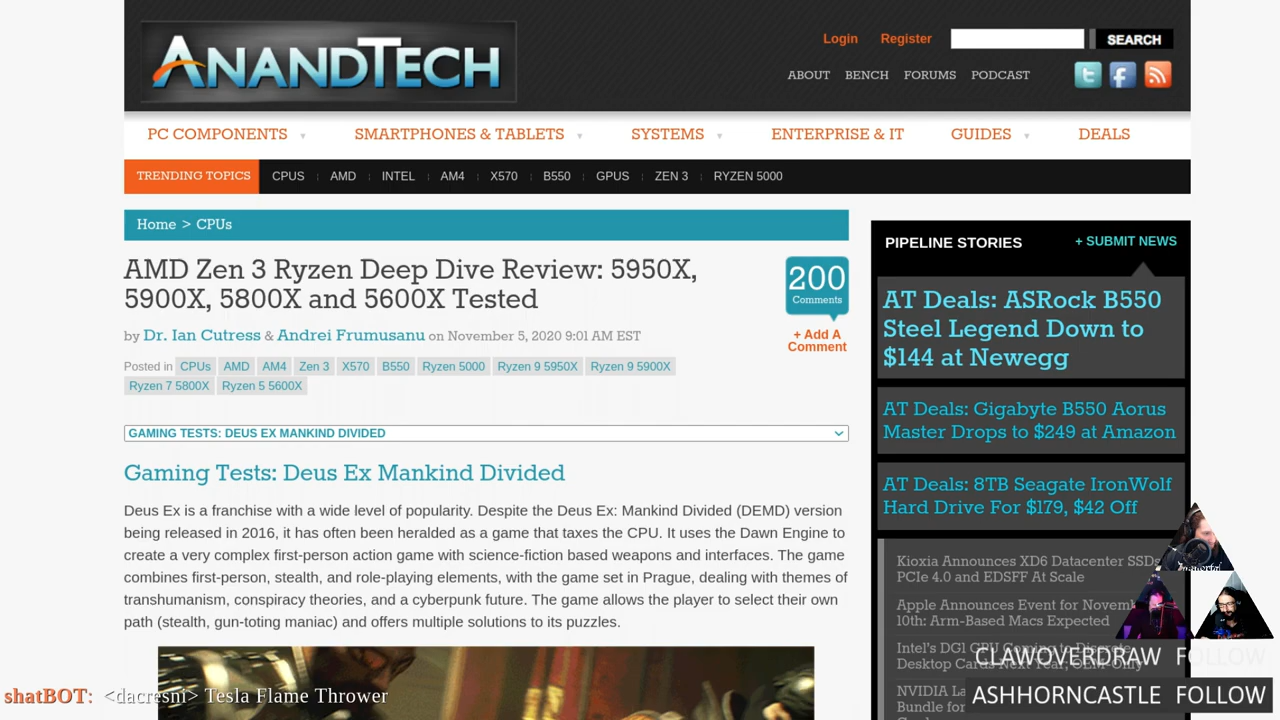 ANANDTECH
Login Register SEARCH
ABOUT BENCH FORUMS PODCAST
PC COMPONENTS SMARTPHONES & TABLETS SYSTEMS ENTERPRISE & IT GUIDES DEALS
TRENDING TOPICS CPUS AMD INTEL AM4 X570 B550 GPUS ZEN 3 RYZEN 5000
Home > CPUs
AMD Zen 3 Ryzen Deep Dive Review: 5950X,
5900X, 5800X and 5600X Tested
by Dr. Ian Cutress & Andrei Frumusanu on November 5, 2020 9:01 AM EST
200
Comments
+ Add A
Comment
Posted in CPUs AMD AM4 Zen 3 X570 B550 Ryzen 5000 Ryzen 9 5950X Ryzen 9 5900X
Ryzen 7 5800X Ryzen 5 5600X
GAMING TESTS: DEUS EX MANKIND DIVIDED
Gaming Tests: Deus Ex Mankind Divided
Deus Ex is a franchise with a wide level of popularity. Despite the Deus Ex: Mankind Divided (DEMD) version
being released in 2016, it has often been heralded as a game that taxes the CPU. It uses the Dawn Engine to
create a very complex first-person action game with science-fiction based weapons and interfaces. The game
combines first-person, stealth, and role-playing elements, with the game set in Prague, dealing with themes of
transhumanism, conspiracy theories, and a cyberpunk future. The game allows the player to select their own
path (stealth, gun-toting maniac) and offers multiple solutions to its puzzles.
PIPELINE STORIES + SUBMIT NEWS
AT Deals: ASRock B550
Steel Legend Down to
$144 at Newegg
AT Deals: Gigabyte B550 Aorus
Master Drops to $249 at Amazon
AT Deals: 8TB Seagate IronWolf
Hard Drive For $179, $42 Off
Kioxia Announces XD6 Datacenter SSDs
PCIe 4.0 and EDSFF At Scale
Apple Announces Event for Novem
10th: Arm-Based Macs Expected
Intel's DG1 GPU Coming to Discrete
Desktop Cards Next Year; OEM-Only
NVIDIA La
Bundle for
CLAWOVERDRAW FOLLOW
ASHHORNCASTLE FOLLOW
shatBOT: <dacresni> Tesla Flame Thrower